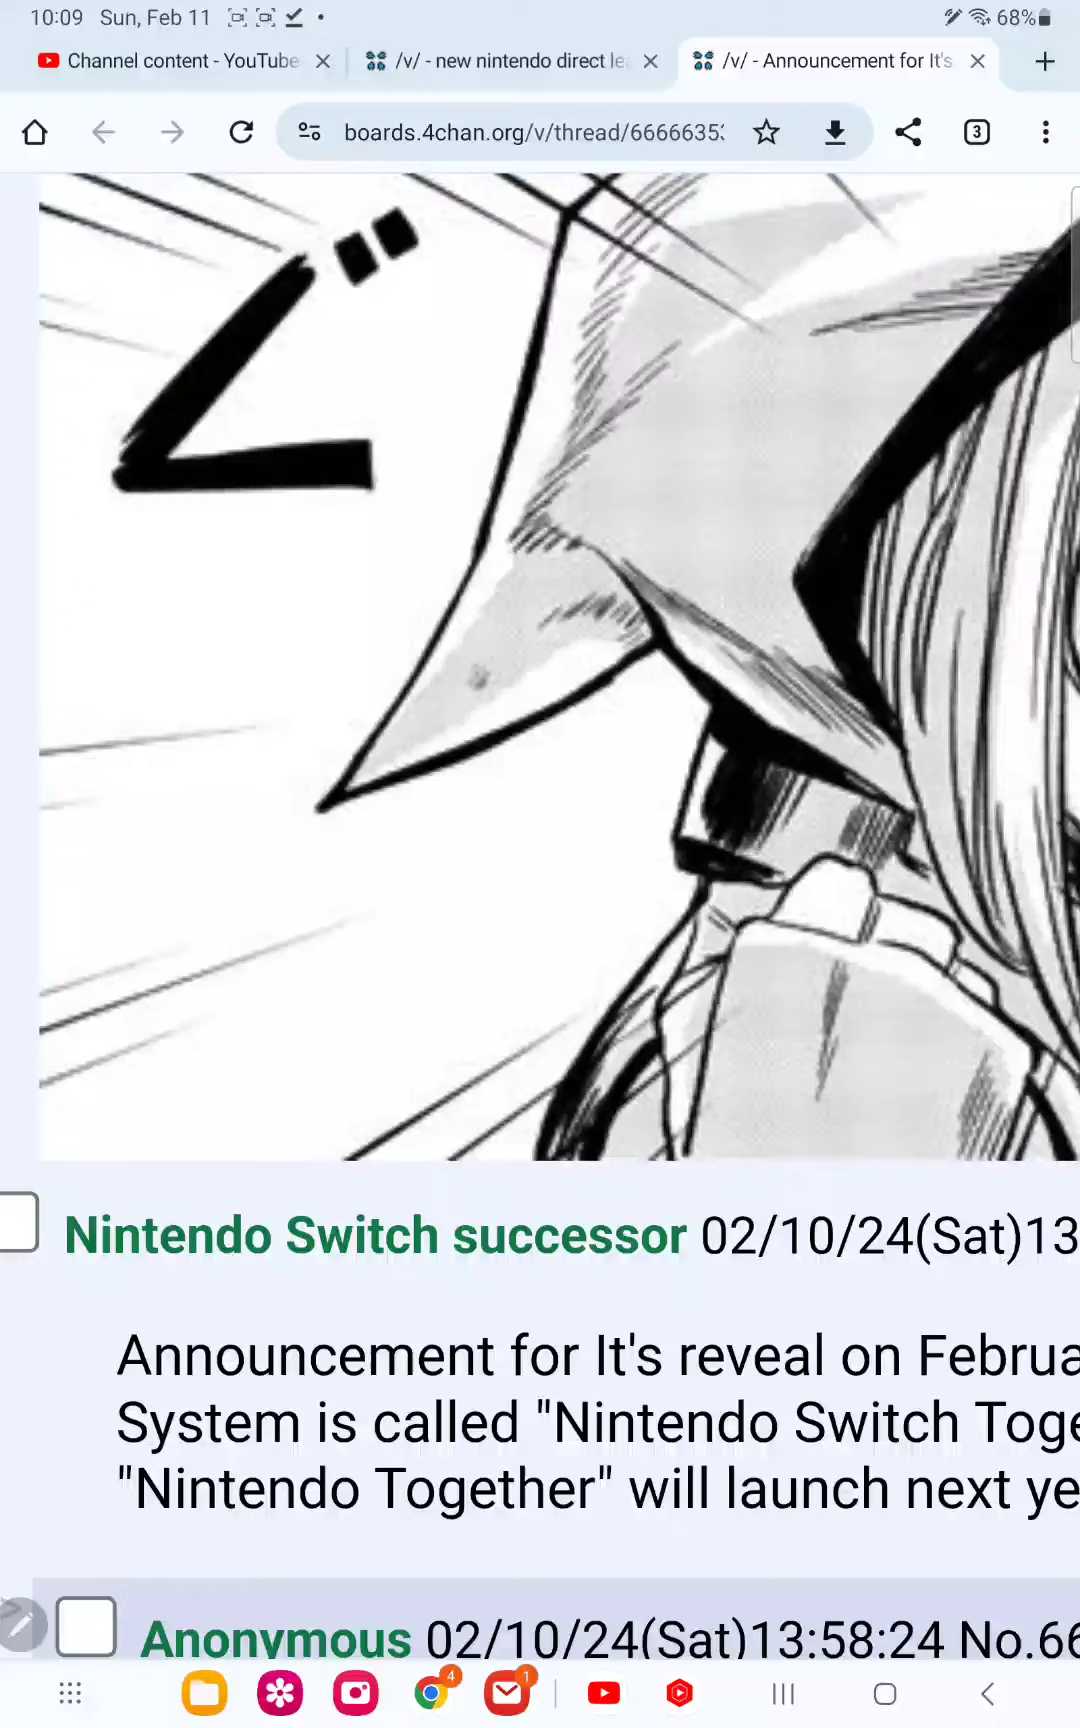 10:09 Sun, Feb 11 68%
Channel content - YouTube
/v/ - new nintendo direct le
/v/ - Announcement for It's
boards.4chan.org/v/thread/6666635
3
ぐ
Nintendo Switch successor 02/10/24(Sat)13
Announcement for It's reveal on Februa
System is called "Nintendo Switch Toge
"Nintendo Together" will launch next ye
Anonymous 02/10/24(Sat)13:58:24 No.66
4
1